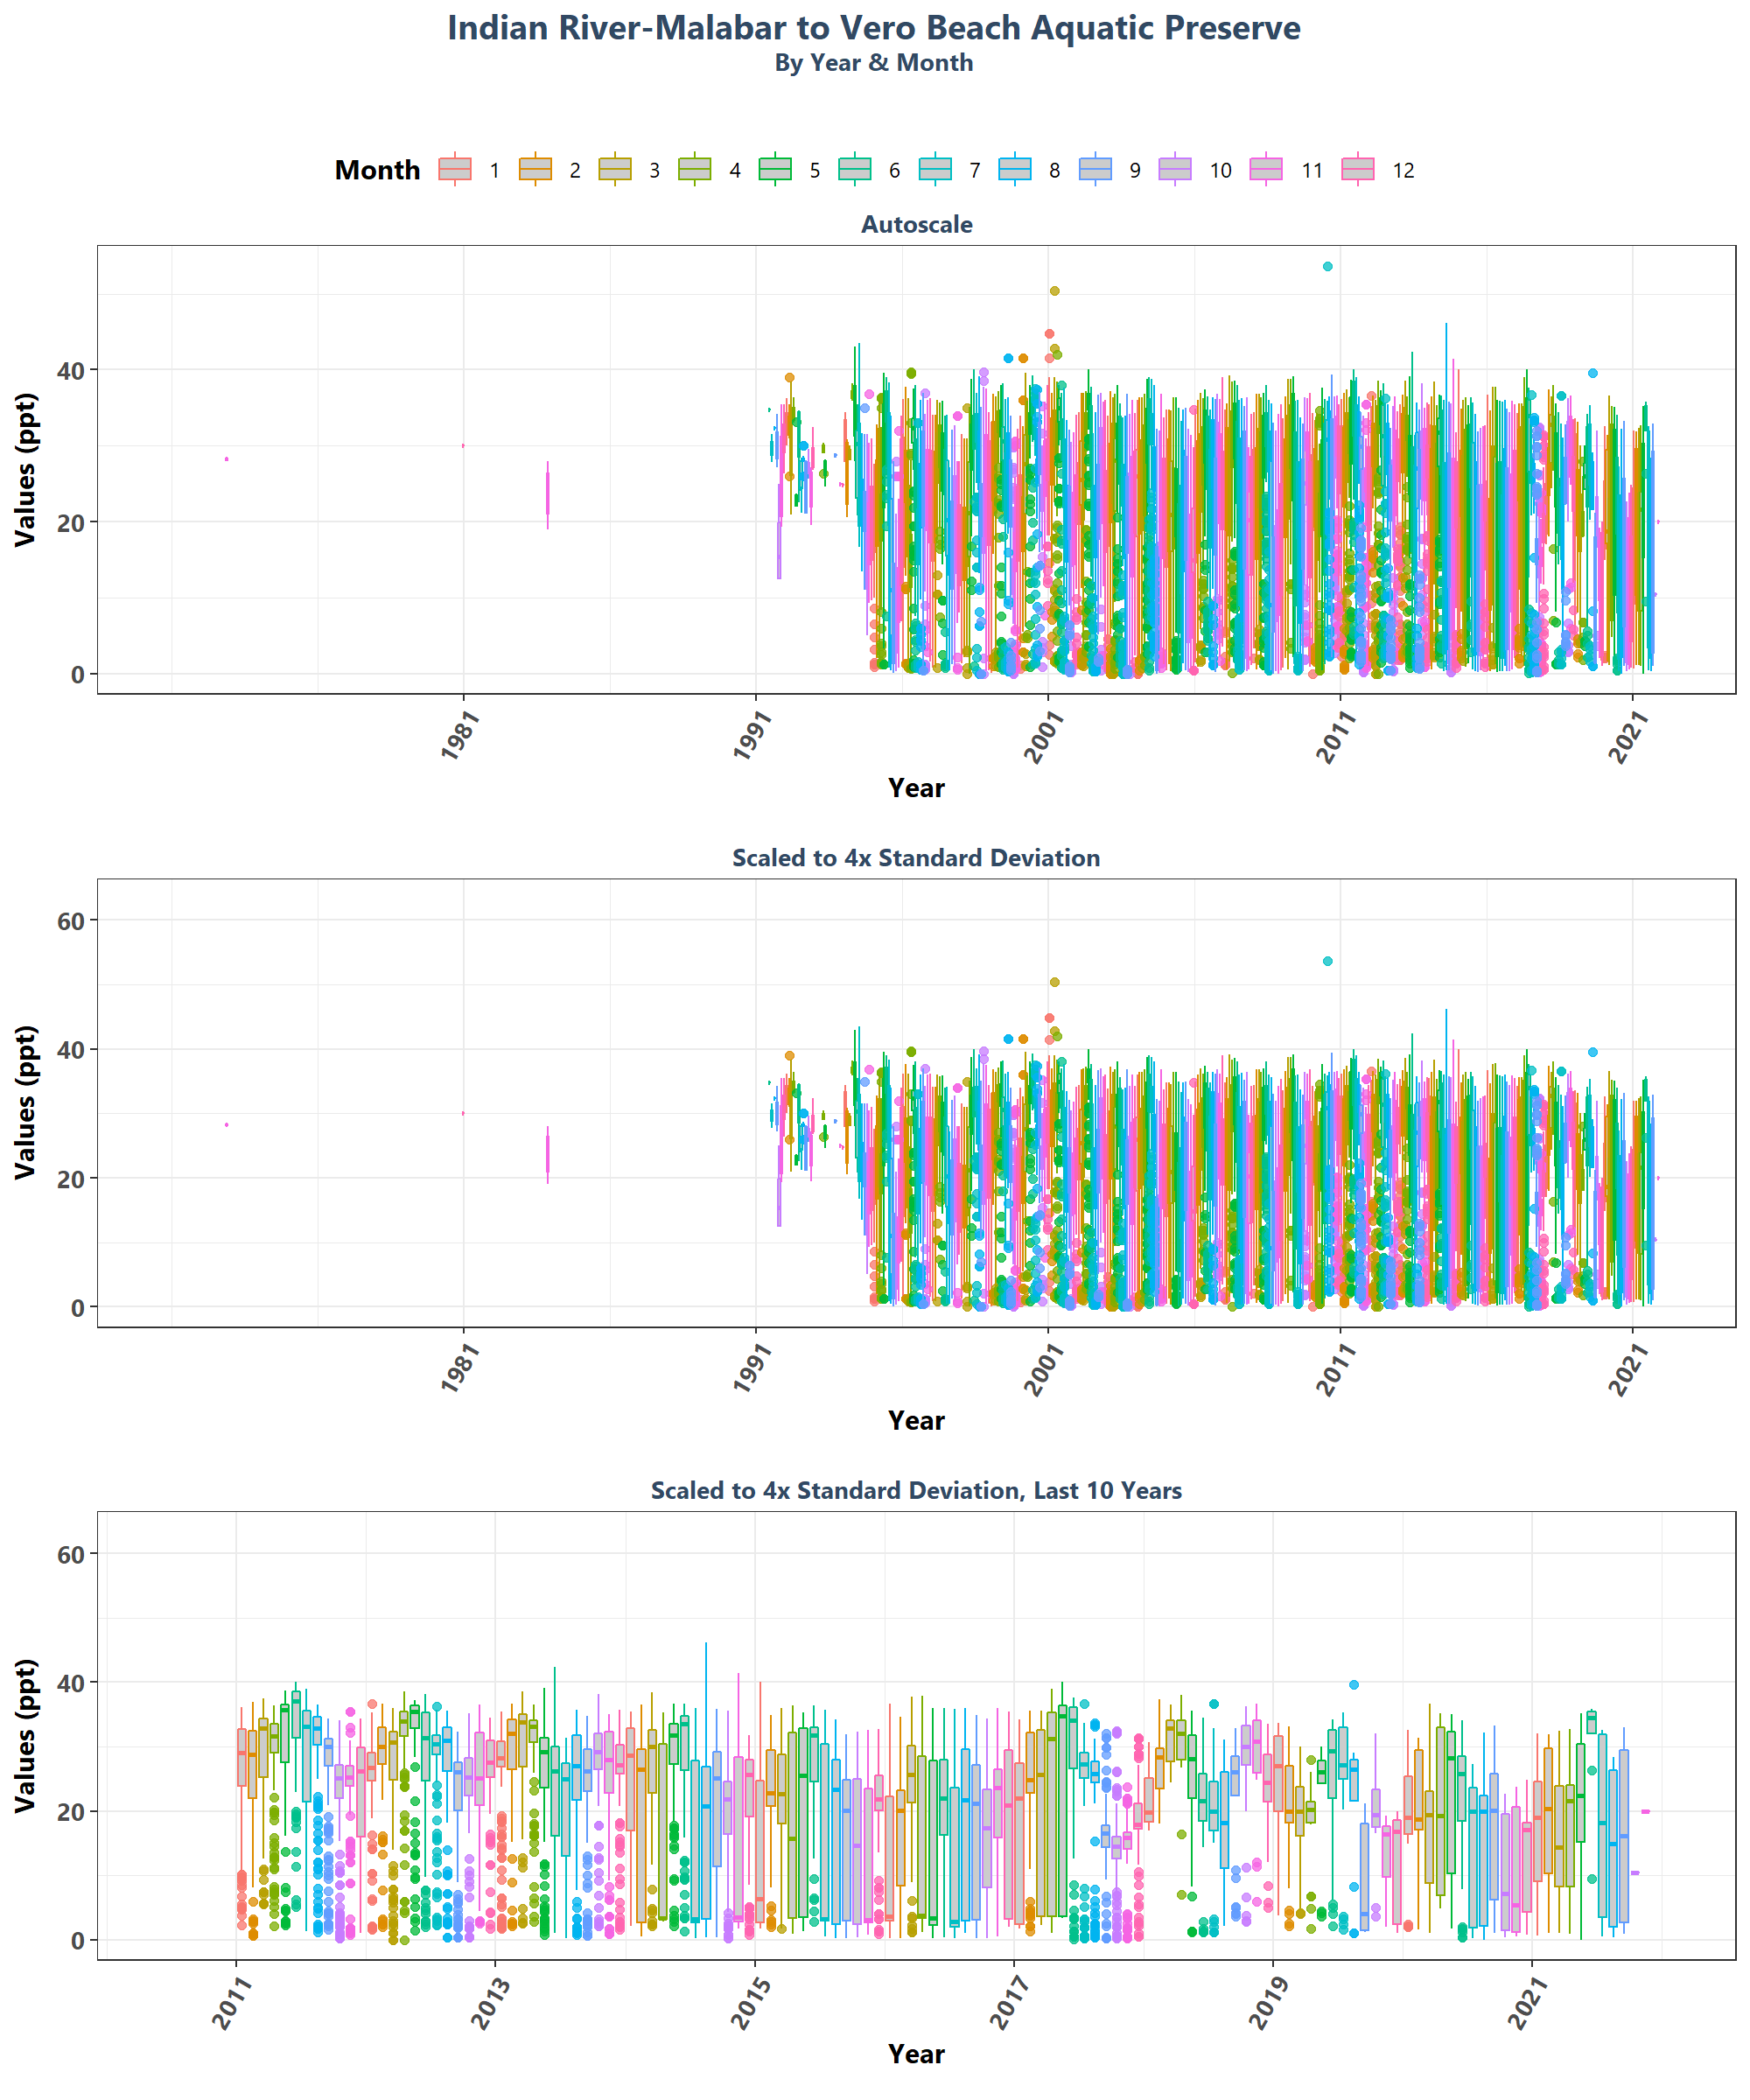 Indian River-Malabar to Vero Beach Aquatic Preserve
By Year & Month
Month 1 2 3 4 5 6 7 8 9 10 11 12
Autoscale
Values (ppt)
40
20
0
1981 1991 2001 2011 2021
Year
Scaled to 4x Standard Deviation
Values (ppt)
60
40
20
0
1981 1991 2001 2011 2021
Year
Scaled to 4x Standard Deviation, Last 10 Years
Values (ppt)
60
40
20
0
2011 2013 2015 2017 2019 2021
Year